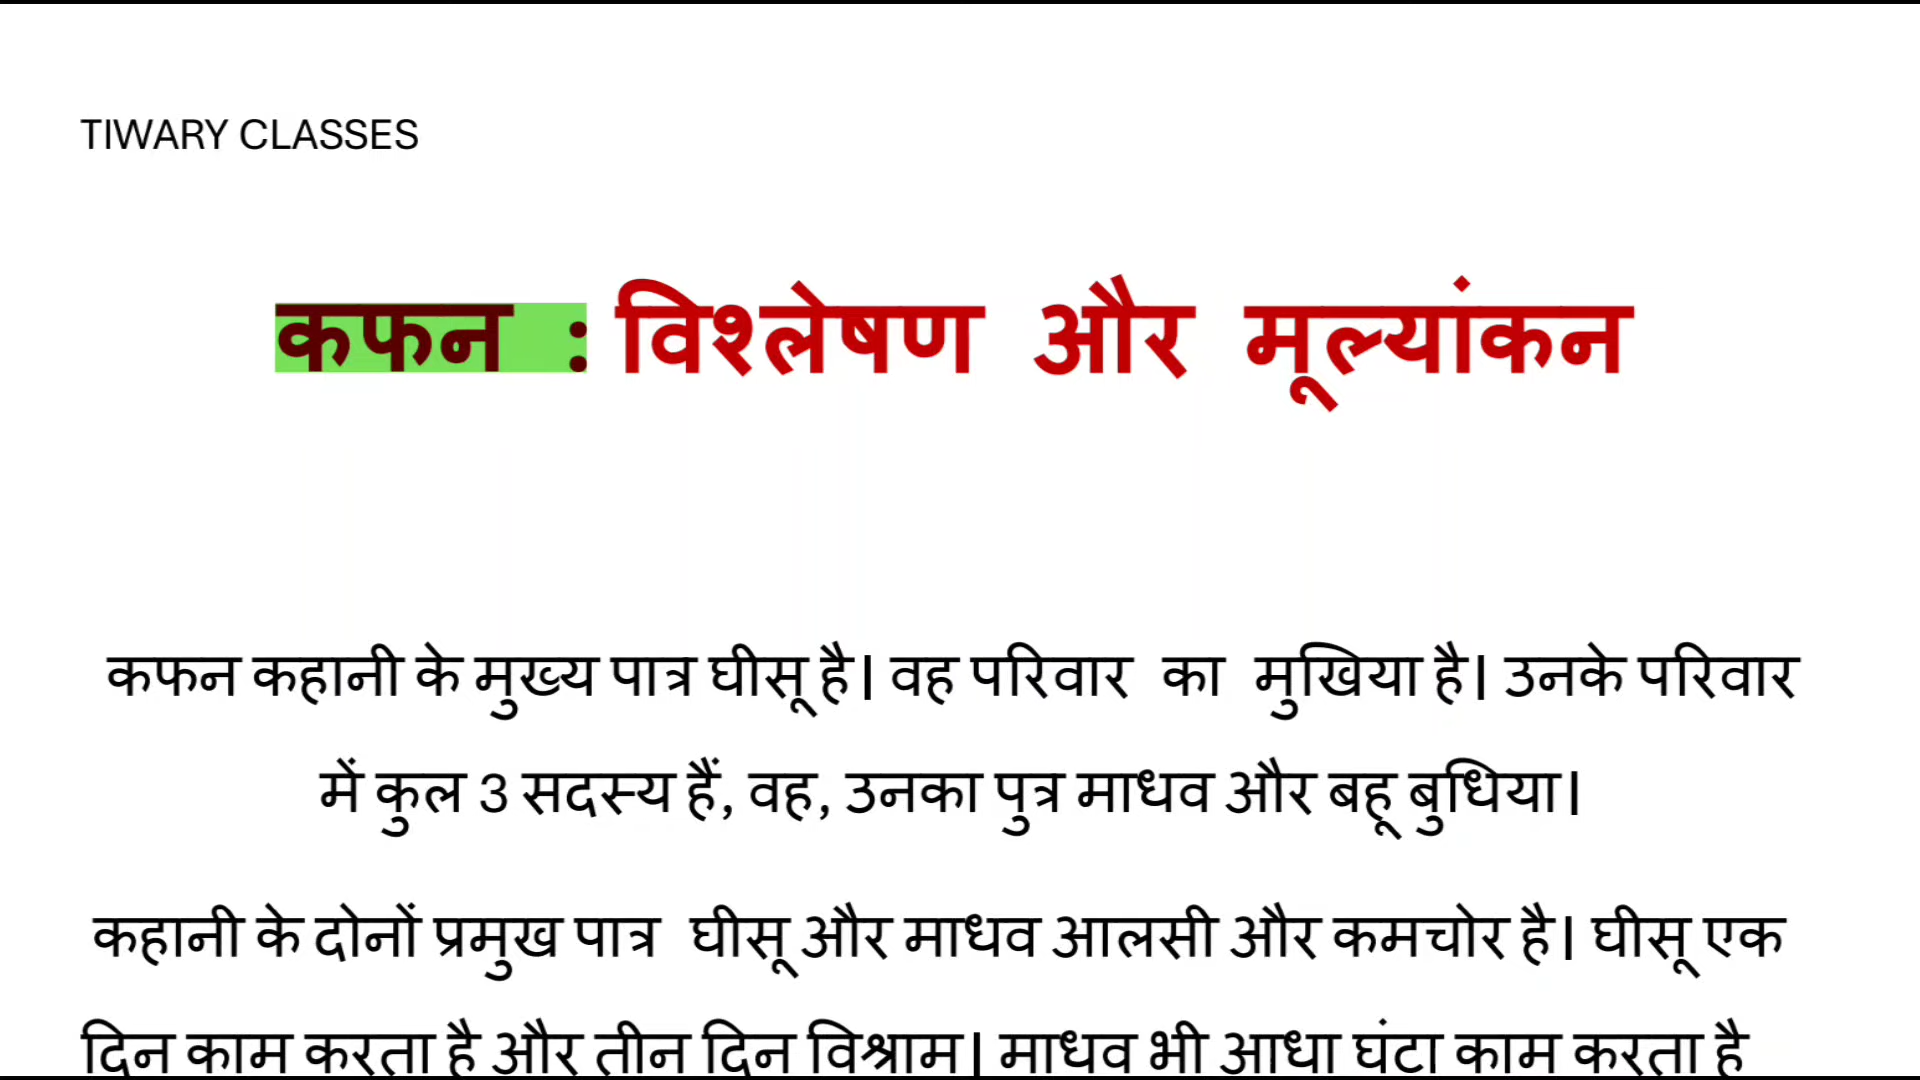 TIWARY CLASSES
कफन : विश्लेषण और मूल्यांकन
कफन कहानी के मुख्य पात्र घीसू है। वह परिवार का मुखिया है। उनके परिवार
में कुल 3 सदस्य हैं, वह, उनका पुत्र माधव और बहू बुधिया।
कहानी के दोनों प्रमुख पात्र घीसू और माधव आलसी और कमचोर है। घीसू एक
दिन काम करता है और तीन दिन विश्राम। माधव भी आधा घंटा काम करता है